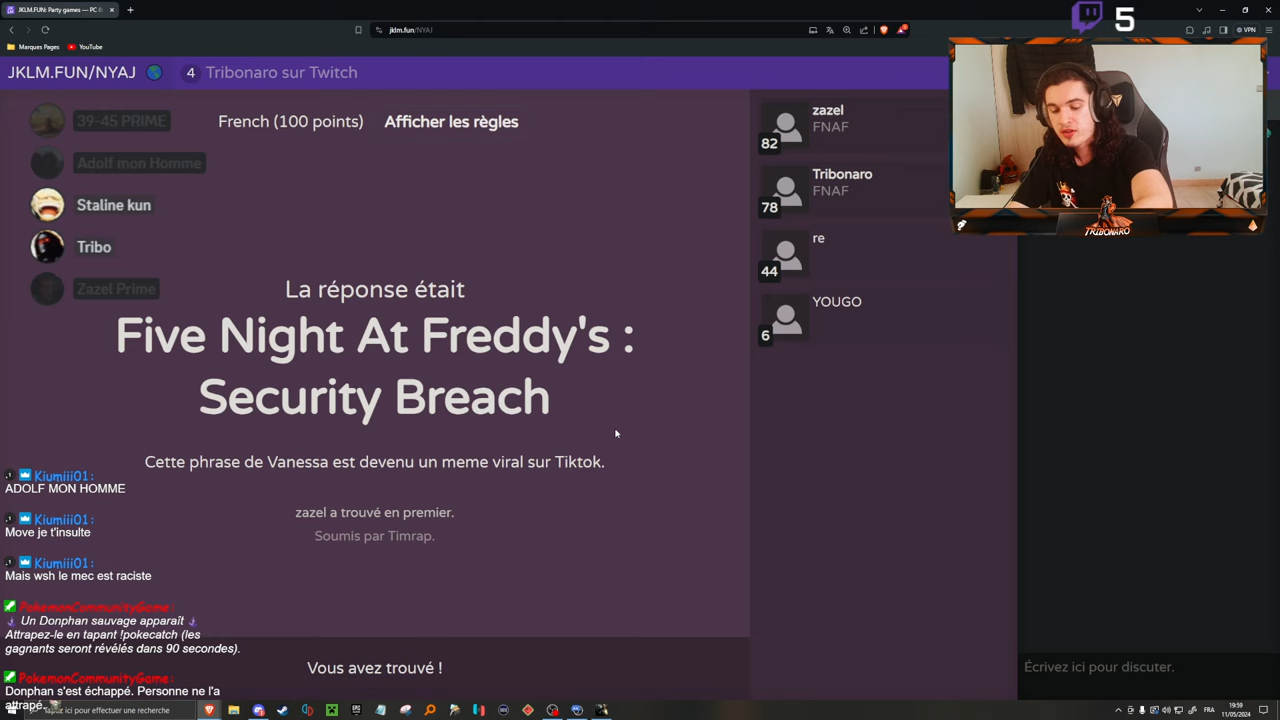 JKLM.FUN: Party games — PC B
5
jklm.fun/NYAJ
VPN
Marques Pages
YouTube
JKLM.FUN/NYAJ
4
Tribonaro sur Twitch
39-45 PRIME
French (100 points)
Afficher les règles
zazel
FNAF
82
Adolf mon Homme
Staline kun
Tribonaro
FNAF
78
TRIBONARO
Tribo
re
44
Zazel Prime
La réponse était
YOUGO
6
Five Night At Freddy's :
Security Breach
Cette phrase de Vanessa est devenu un meme viral sur Tiktok.
zazel a trouvé en premier.
Soumis par Timrap.
Kiumiii01:
ADOLF MON HOMME
Kiumiii01:
Move je t'insulte
Kiumiii01:
Mais wsh le mec est raciste
PokemonCommunityGame:
Un Donphan sauvage apparaît
Attrapez-le en tapant !pokecatch (les
gagnants seront révélés dans 90 secondes).
PokemonCommunityGame:
Donphan s'est échappé. Personne ne l'a
attrapé.
Vous avez trouvé !
Écrivez ici pour discuter.
Tapez ici pour effectuer une recherche
FRA
19:59
11/05/2024